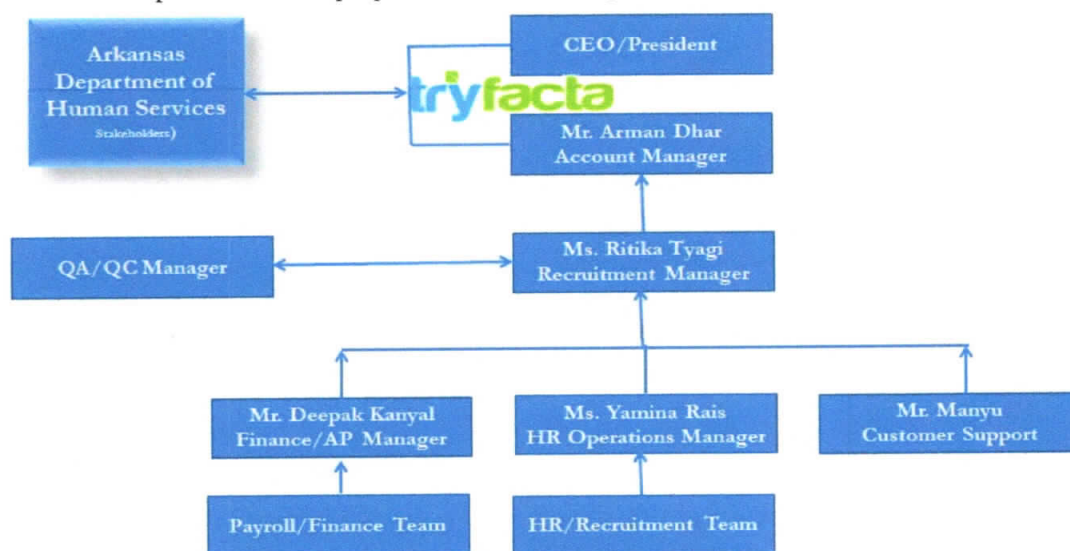 CEO/President
Arkansas
Department of
Human Services
Stakeholders)
tryfacta
Mr. Arman Dhar
Account Manager
QA/QC Manager
Ms. Ritika Tyagi
Recruitment Manager
Mr. Deepak Kanyal
Finance/AP Manager
Ms. Yamina Rais
HR Operations Manager
Mr. Manyu
Customer Support
Payroll/Finance Team
HR/Recruitment Team